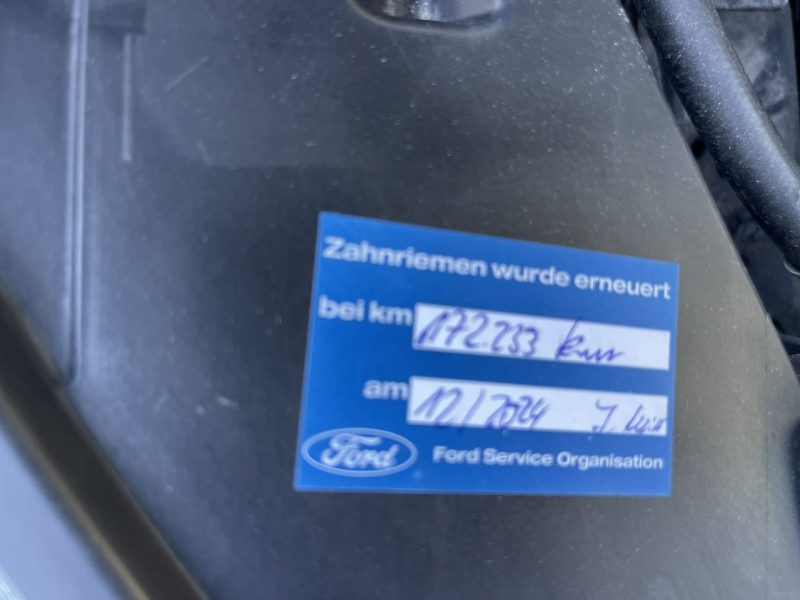 Zahnriemen wurde erneuert
bei km 172.233 km
am 12./2024
Ford Ford Service Organisation